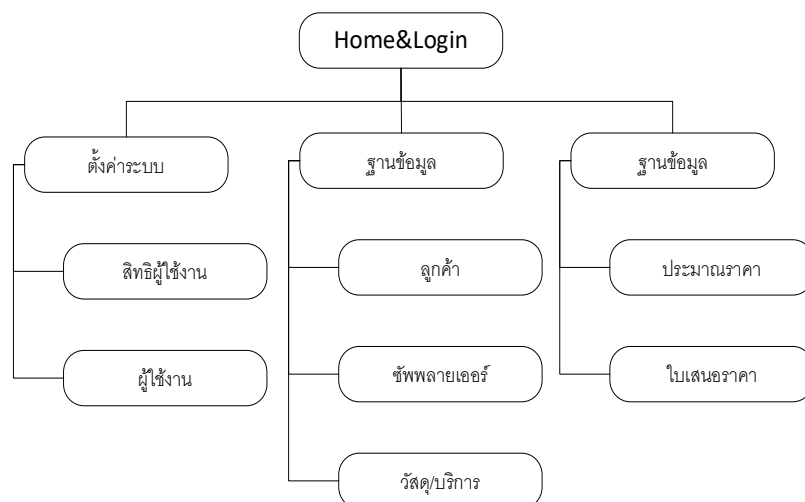 Home&Login
ตั้งค่าระบบ
ฐานข้อมูล
ฐานข้อมูล
สิทธิผู้ใช้งาน
ลูกค้า
ประมาณราคา
ผู้ใช้งาน
ซัพพลายเออร์
ใบเสนอราคา
วัสดุ/บริการ